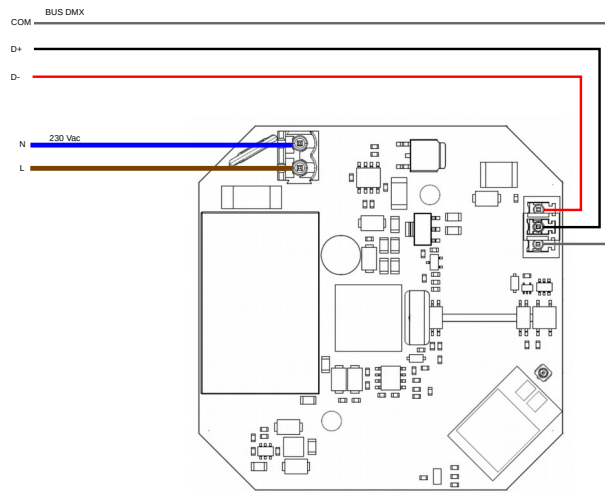 BUS DMX
COM
D+
D-
230 Vac
N
L